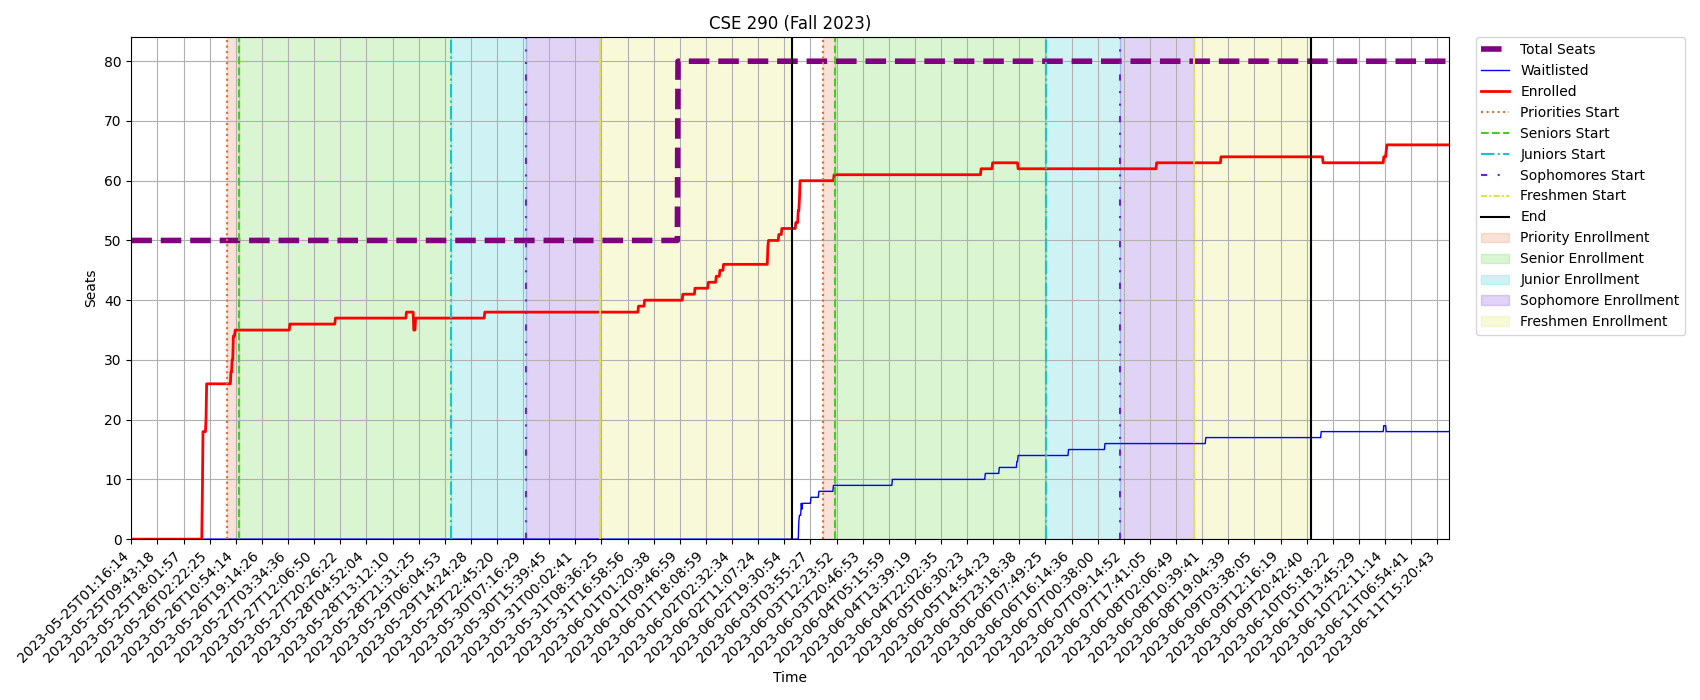 CSE 290 (Fall 2023)
Seats
80
70
60
50
40
30
20
10
0
2023-05-25T01:16:14
2023-05-25T09:43:18
2023-05-25T18:01:57
2023-05-26T02:22:25
2023-05-26T10:54:14
2023-05-26T19:14:26
2023-05-27T03:34:36
2023-05-27T12:06:50
2023-05-27T20:26:22
2023-05-28T04:52:04
2023-05-28T13:12:10
2023-05-28T21:31:25
2023-05-29T06:04:53
2023-05-29T14:24:28
2023-05-29T22:45:20
2023-05-30T07:16:29
2023-05-30T15:39:45
2023-05-31T00:02:41
2023-05-31T08:36:25
2023-05-31T16:58:56
2023-06-01T01:20:38
2023-06-01T09:46:59
2023-06-01T18:08:59
2023-06-02T02:32:34
2023-06-02T11:07:24
2023-06-02T19:30:54
2023-06-03T03:55:27
2023-06-03T12:23:52
2023-06-03T20:46:53
2023-06-04T05:15:59
2023-06-04T13:39:19
2023-06-04T22:02:35
2023-06-05T06:30:23
2023-06-05T14:54:23
2023-06-05T23:18:38
2023-06-06T07:49:25
2023-06-06T16:14:36
2023-06-07T00:38:00
2023-06-07T09:14:52
2023-06-07T17:41:05
2023-06-08T02:06:49
2023-06-08T10:39:41
2023-06-08T19:04:39
2023-06-09T03:38:05
2023-06-09T12:16:19
2023-06-09T20:42:40
2023-06-10T05:18:22
2023-06-10T13:45:29
2023-06-10T22:11:14
2023-06-11T06:54:41
2023-06-11T15:20:43
Time
Total Seats
Waitlisted
Enrolled
Priorities Start
Seniors Start
Juniors Start
Sophomores Start
Freshmen Start
End
Priority Enrollment
Senior Enrollment
Junior Enrollment
Sophomore Enrollment
Freshmen Enrollment